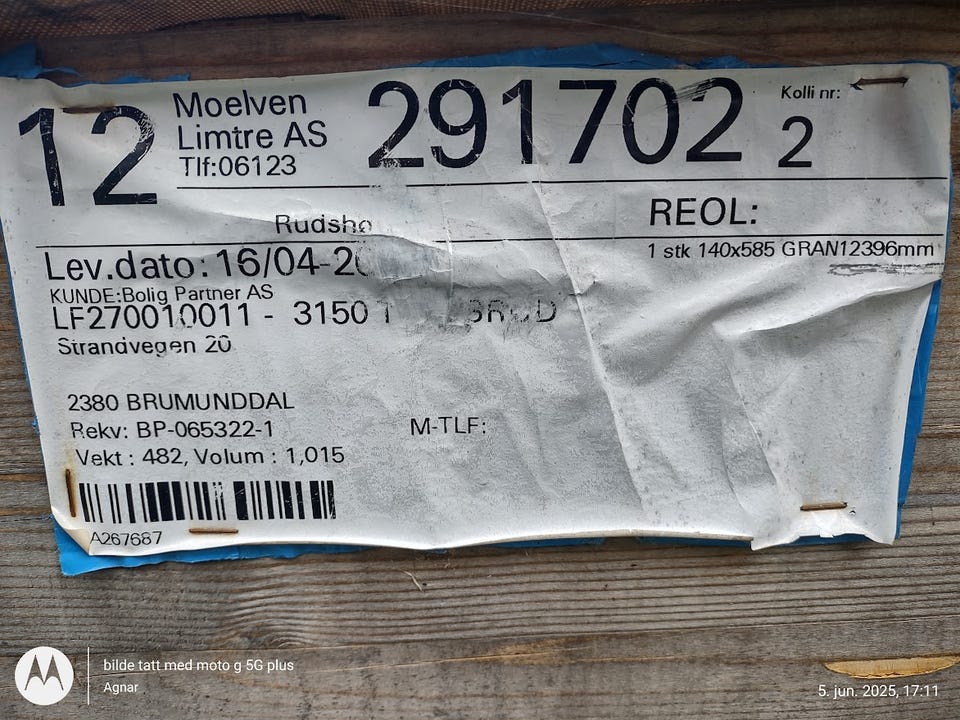 12
Moelven
Limtre AS
Tlf:06123
291702
Kolli nr:
2
REOL:
Lev.dato: 16/04-20
1 stk 140x585 GRAN12396mm
KUNDE:Bolig Partner AS
LF270010011 - 3150
Strandvegen 20
2380 BRUMUNDDAL
Rekv: BP-065322-1
M-TLF:
Vekt : 482, Volum : 1,015
A267687
bilde tatt med moto g 5G plus
Agnar
5. jun. 2025, 17:11